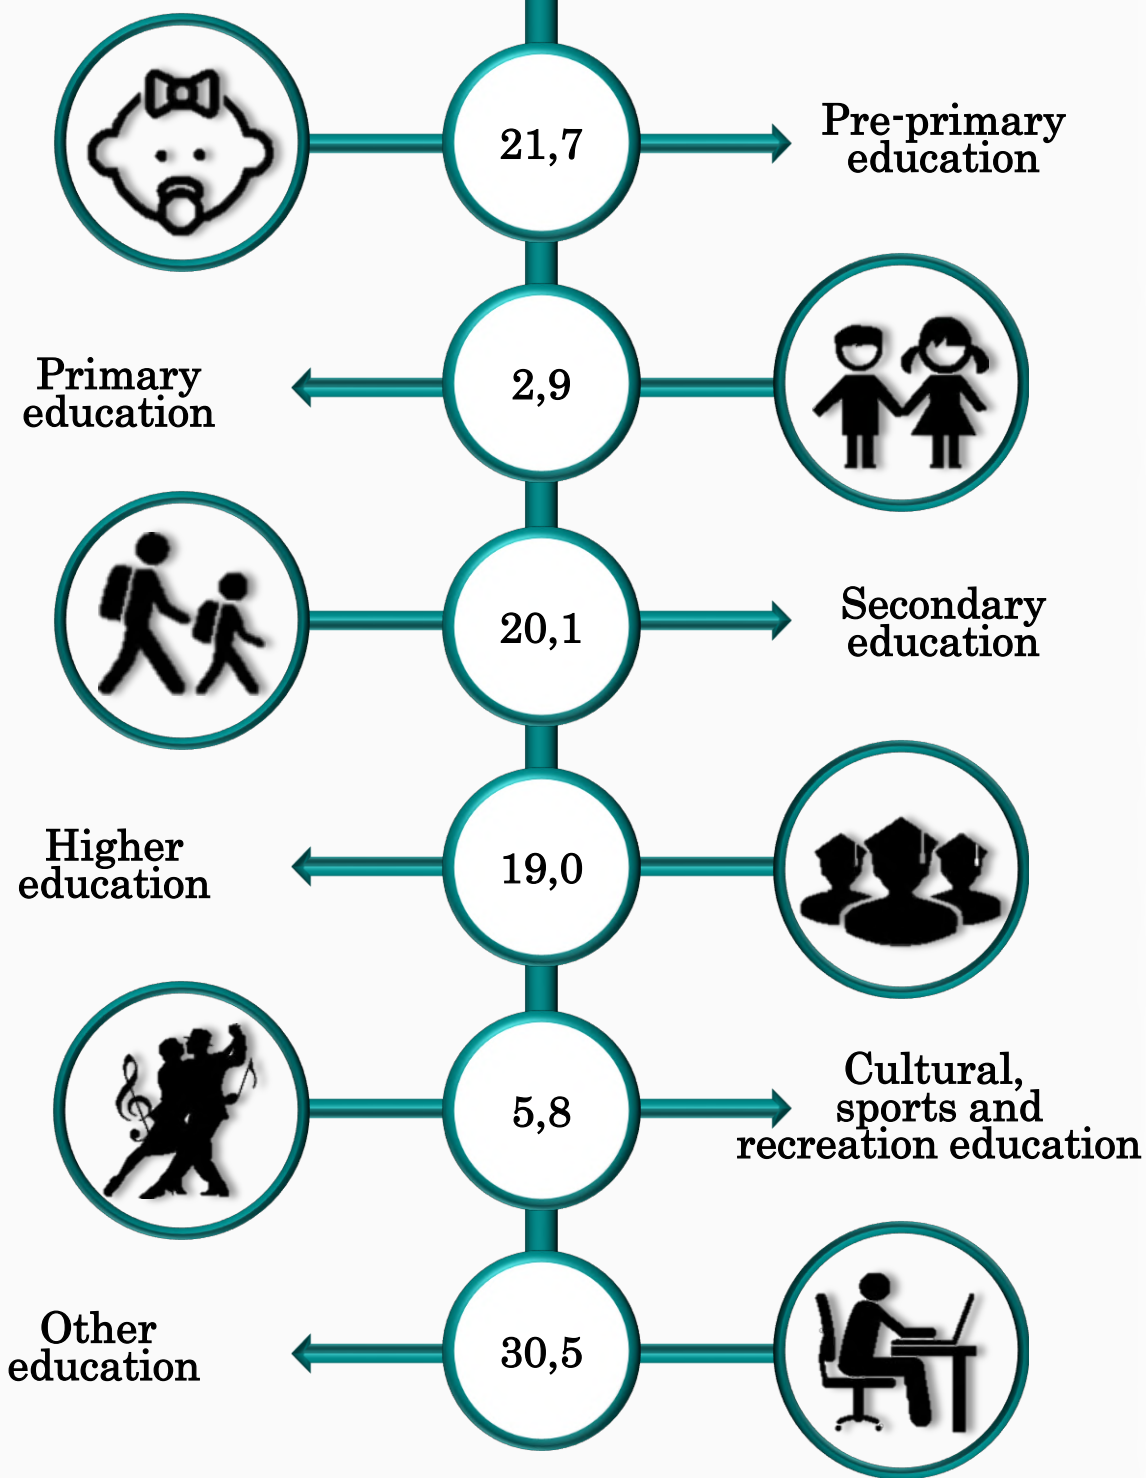 21,7
Pre-primary
education
Primary
education
2,9
20,1
Secondary
education
Higher
education
19,0
5,8
Cultural,
sports and
recreation education
Other
education
30,5